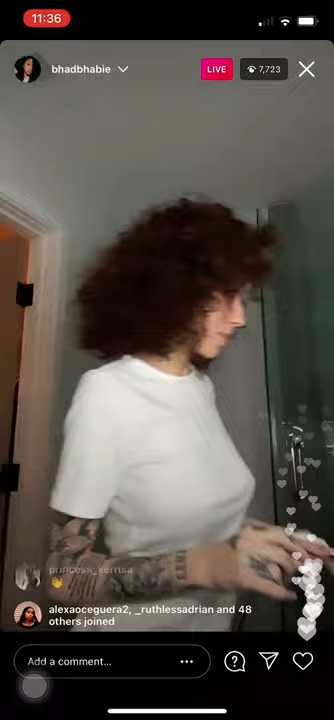 11:36
bhadbhabie
LIVE
7,723
princess_kerrisa
👋
alexaoceguera2, _ruthlessadrian and 48
others joined
Add a comment...